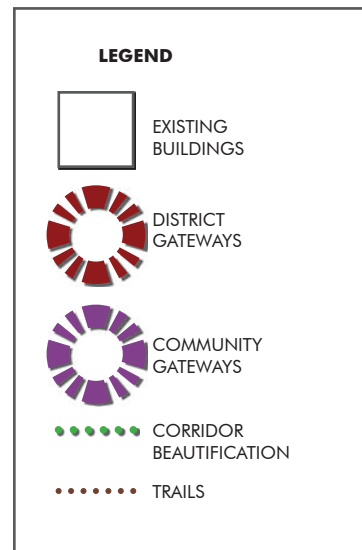 LEGEND
EXISTING
BUILDINGS
DISTRICT
GATEWAYS
COMMUNITY
GATEWAYS
CORRIDOR
BEAUTIFICATION
TRAILS